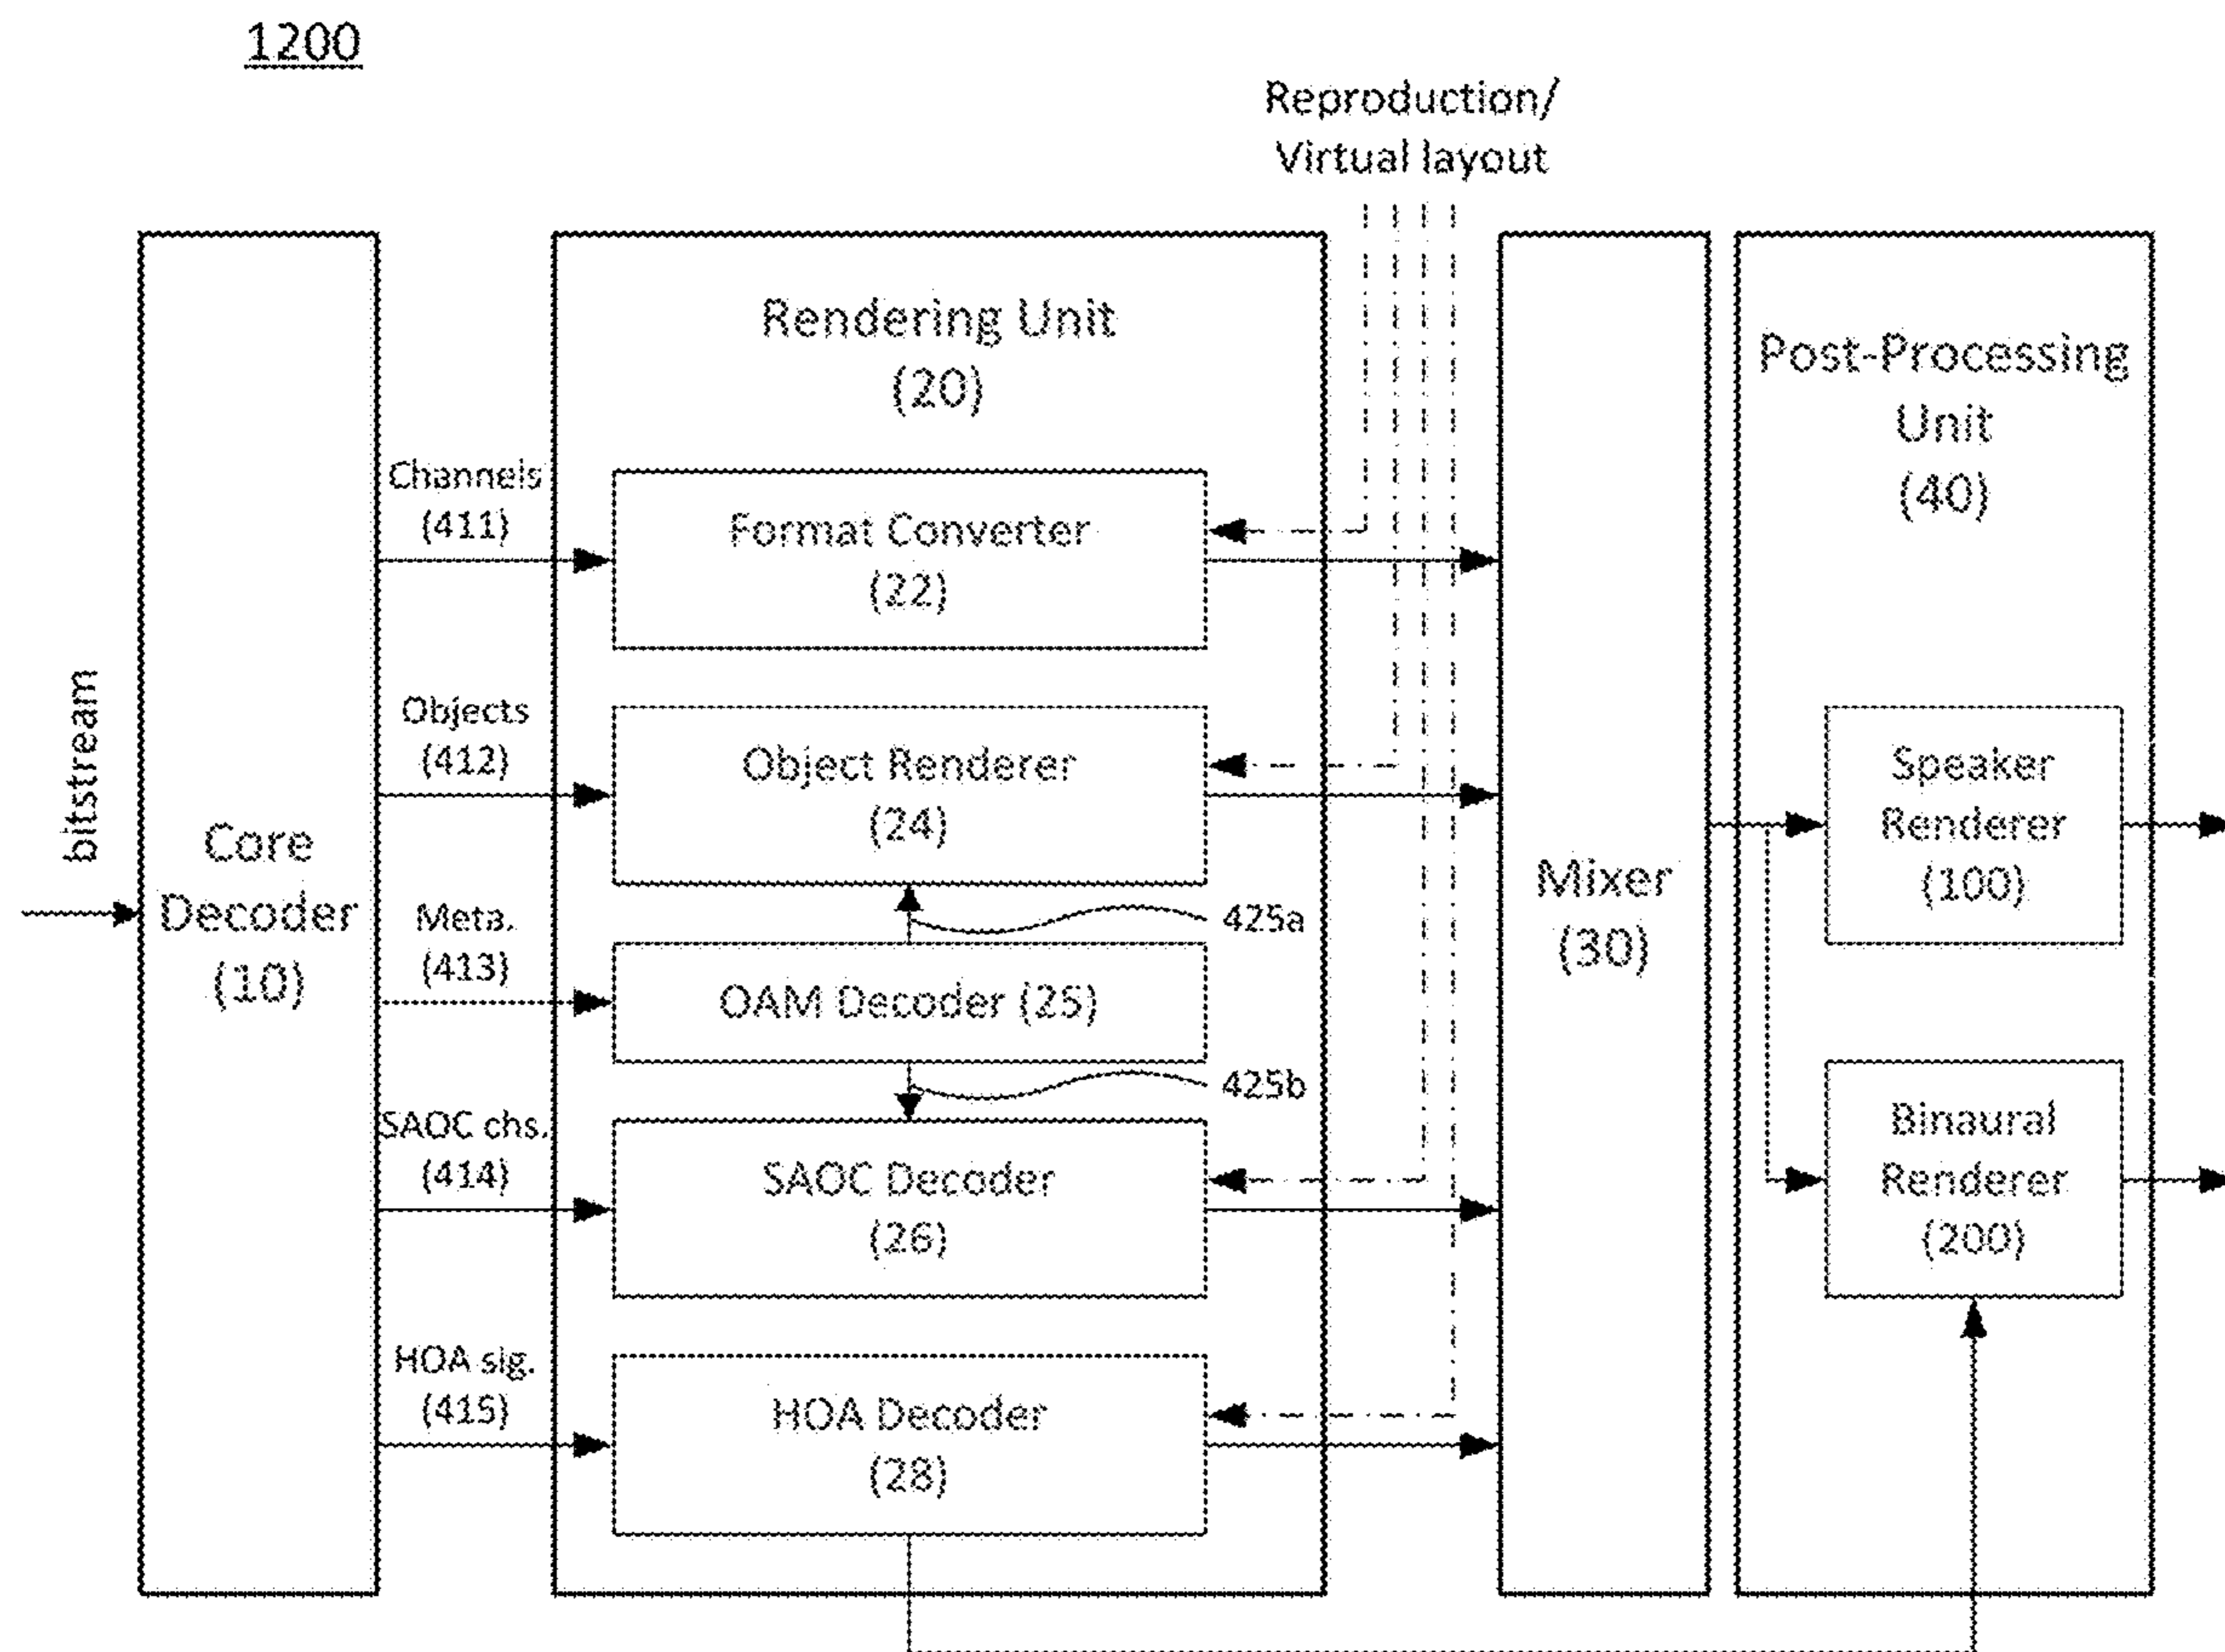 1200
Reproduction/
Virtual layout
Rendering Unit
(20)
Post-Processing
Unit
(40)
Channels
(411)
Format Converter
(22)
Objects
(412)
Object Renderer
(24)
Speaker
Renderer
(100)
bitstream
Core
Decoder
(10)
Mixer
(30)
Meta.
(413)
425a
OAM Decoder (25)
425b
SAOC chs.
(414)
SAOC Decoder
(26)
Binaural
Renderer
(200)
HOA sig.
(415)
HOA Decoder
(28)